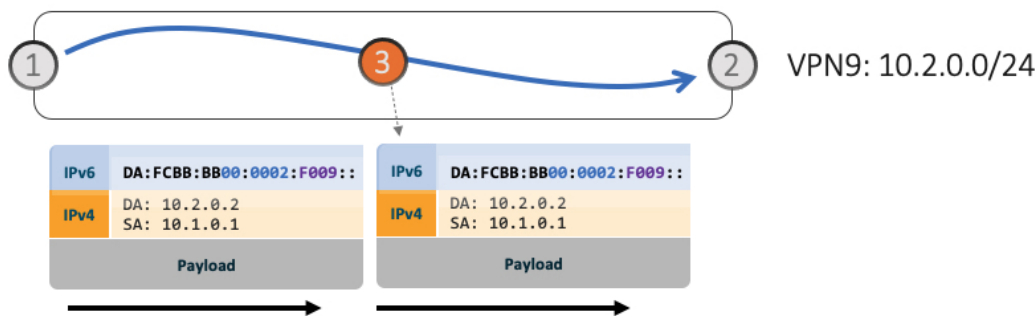 1
3
2
VPN9: 10.2.0.0/24
IPv6 DA:FCBB:BB00:0002:F009::
IPv4 DA: 10.2.0.2
SA: 10.1.0.1
Payload
IPv6 DA:FCBB:BB00:0002:F009::
IPv4 DA: 10.2.0.2
SA: 10.1.0.1
Payload